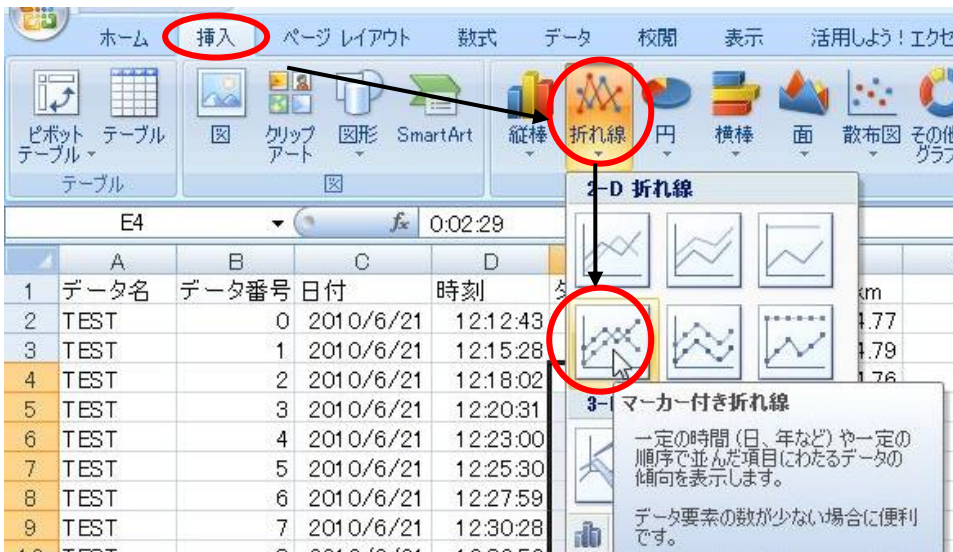 ホーム 挿入 ページ レイアウト 数式 データ 校閲 表示 活用しよう！エクセ
ピボット
テーブル
テーブル
図
クリップ
アート
図形
SmartArt
縦棒
折れ線
円
横棒
面
散布図
その他
グラフ
テーブル
図
2-D 折れ線
E4 fx 0:02:29
A B C D
1 データ名 データ番号 日付 時刻 km
2 TEST 0 2010/6/21 12:12:43 4.77
3 TEST 1 2010/6/21 12:15:28 4.79
4 TEST 2 2010/6/21 12:18:02 4.76
5 TEST 3 2010/6/21 12:20:31
6 TEST 4 2010/6/21 12:23:00
7 TEST 5 2010/6/21 12:25:30
8 TEST 6 2010/6/21 12:27:59
9 TEST 7 2010/6/21 12:30:28
マーカー付き折れ線
一定の時間 (日、年など) や一定の
順序で並んだ項目にわたるデータの
傾向を表示します。
データ要素の数が少ない場合に便利
です。